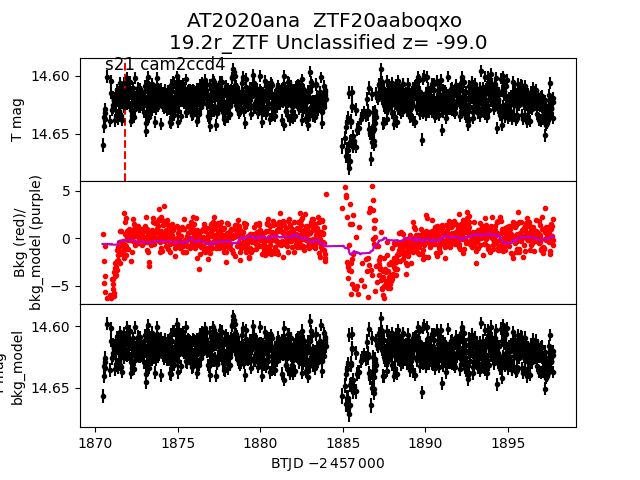 AT2020ana  ZTF20aaboqxo
19.2r_ZTF Unclassified z= -99.0
s21 cam2ccd4
14.60
14.65
T mag
5
0
−5
Bkg (red)/
bkg_model (purple)
14.60
14.65
bkg_model
1870 1875 1880 1885 1890 1895
BTJD −2 457 000